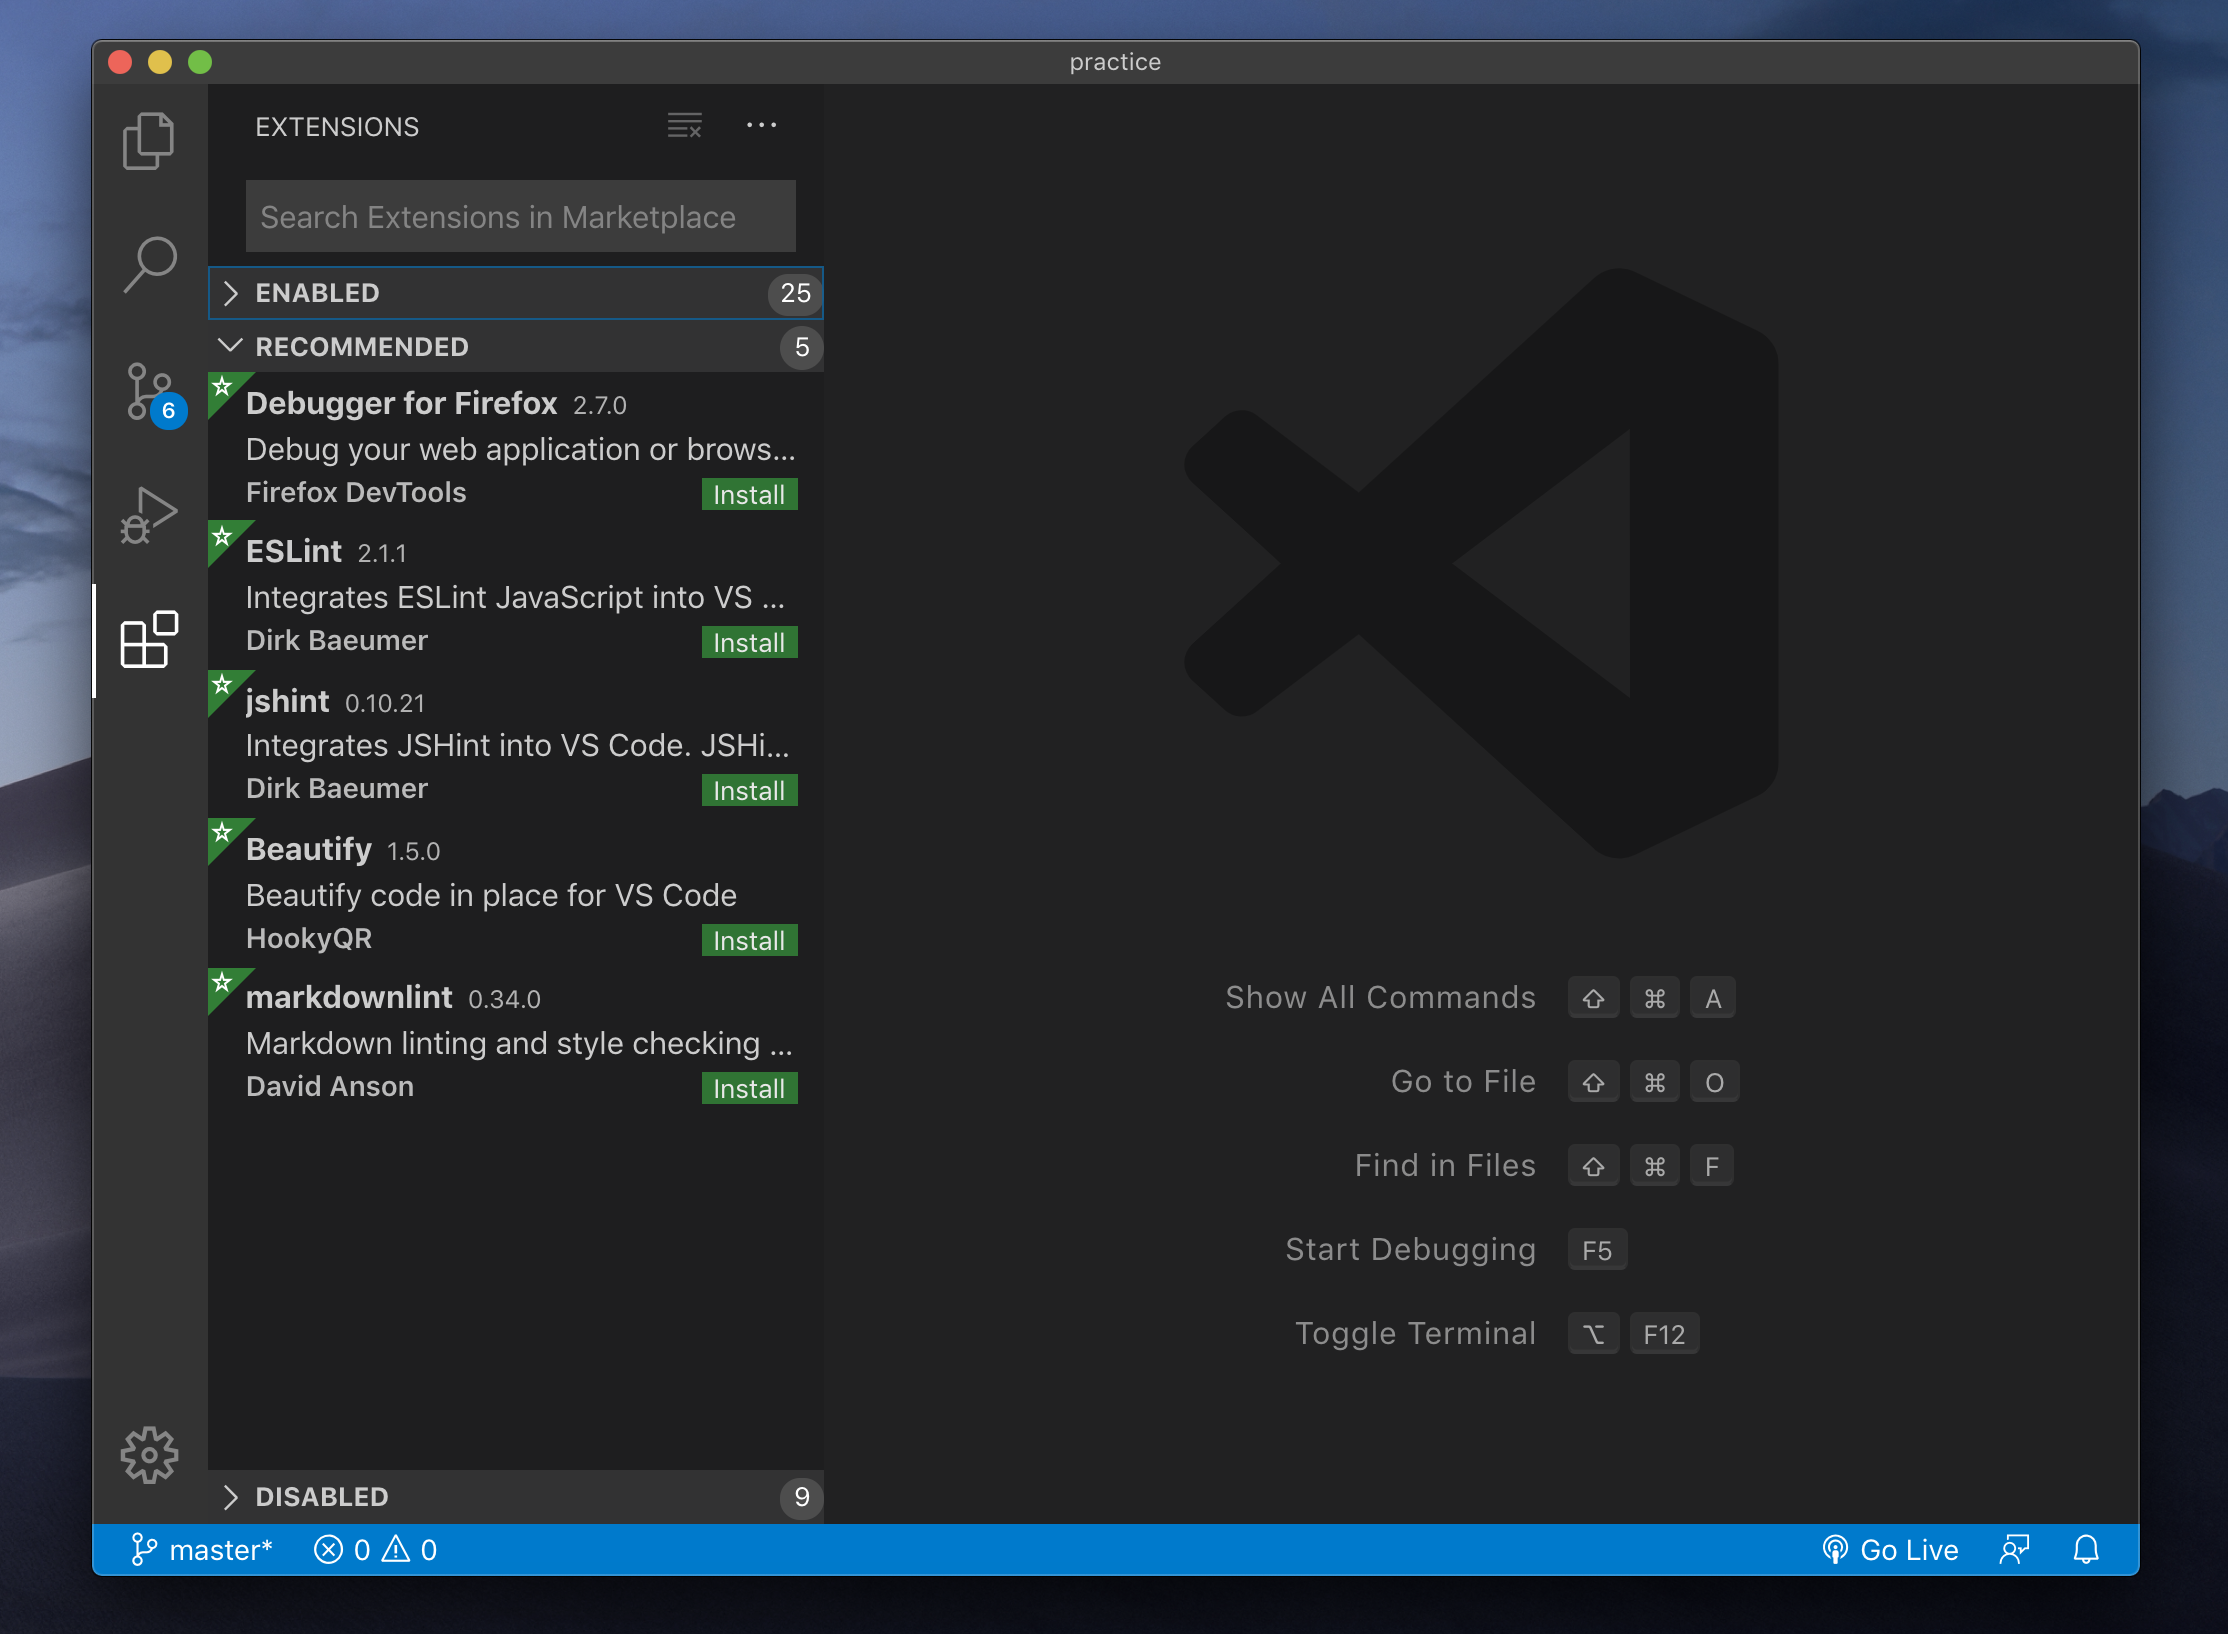 practice
EXTENSIONS
Search Extensions in Marketplace
ENABLED 25
RECOMMENDED 5
6
Debugger for Firefox 2.7.0
Debug your web application or brows...
Firefox DevTools Install
ESLint 2.1.1
Integrates ESLint JavaScript into VS ...
Dirk Baeumer Install
jshint 0.10.21
Integrates JSHint into VS Code. JSHi...
Dirk Baeumer Install
Beautify 1.5.0
Beautify code in place for VS Code
HookyQR Install
markdownlint 0.34.0
Markdown linting and style checking ...
David Anson Install
Show All Commands ⇧ ⌘ A
Go to File ⇧ ⌘ O
Find in Files ⇧ ⌘ F
Start Debugging F5
Toggle Terminal ⌥ F12
DISABLED 9
master* 0 0 Go Live